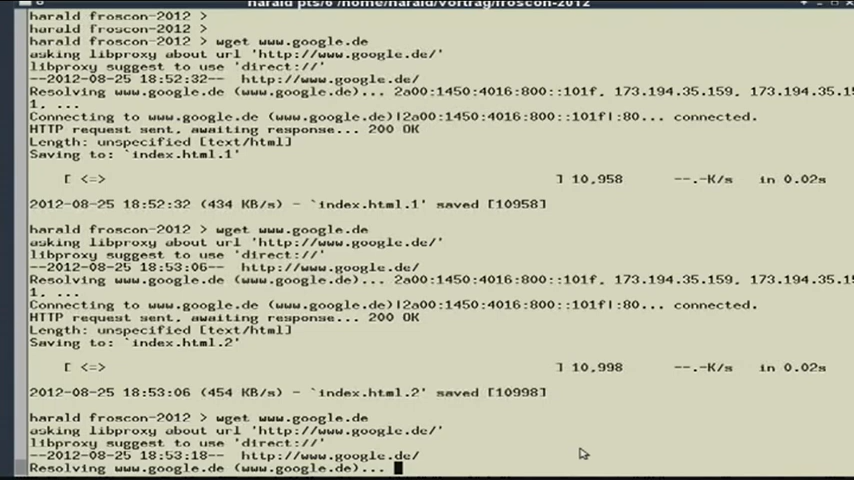 harald pts/6 /home/harald/vortrag/froscon-2012
harald froscon-2012 >
harald froscon-2012 >
harald froscon-2012 > wget www.google.de
asking libproxy about url 'http://www.google.de/'
libproxy suggest to use 'direct://'
--2012-08-25 18:52:32--  http://www.google.de/
Resolving www.google.de (www.google.de)... 2a00:1450:4016:800::101f, 173.194.35.159, 173.194.35.15
1, ...
Connecting to www.google.de (www.google.de)|2a00:1450:4016:800::101f|:80... connected.
HTTP request sent, awaiting response... 200 OK
Length: unspecified [text/html]
Saving to: `index.html.1'
[ <=> ] 10,958 --.-K/s in 0.02s
2012-08-25 18:52:32 (434 KB/s) - `index.html.1' saved [10958]
harald froscon-2012 > wget www.google.de
asking libproxy about url 'http://www.google.de/'
libproxy suggest to use 'direct://'
--2012-08-25 18:53:06--  http://www.google.de/
Resolving www.google.de (www.google.de)... 2a00:1450:4016:800::101f, 173.194.35.159, 173.194.35.15
1, ...
Connecting to www.google.de (www.google.de)|2a00:1450:4016:800::101f|:80... connected.
HTTP request sent, awaiting response... 200 OK
Length: unspecified [text/html]
Saving to: `index.html.2'
[ <=> ] 10,998 --.-K/s in 0.02s
2012-08-25 18:53:06 (454 KB/s) - `index.html.2' saved [10998]
harald froscon-2012 > wget www.google.de
asking libproxy about url 'http://www.google.de/'
libproxy suggest to use 'direct://'
--2012-08-25 18:53:18--  http://www.google.de/
Resolving www.google.de (www.google.de)...